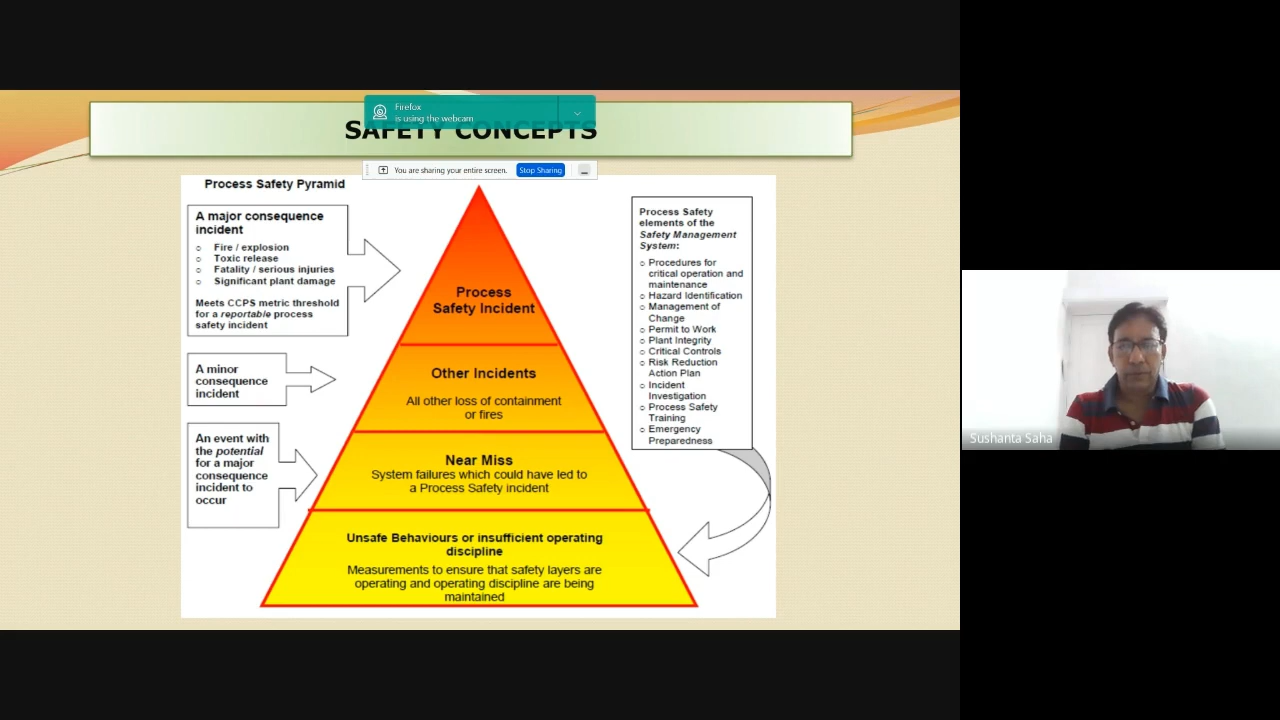 Firefox
is using the webcam
SAFETY CONCEPTS
You are sharing your entire screen.
Stop Sharing
Process Safety Pyramid
A major consequence
incident
o Fire / explosion
o Toxic release
o Fatality / serious injuries
o Significant plant damage
Meets CCPS metric threshold
for a reportable process
safety incident
A minor
consequence
incident
An event with
the potential
for a major
consequence
incident to
occur
Process
Safety Incident
Other Incidents
All other loss of containment
or fires
Near Miss
System failures which could have led to
a Process Safety incident
Unsafe Behaviours or insufficient operating
discipline
Measurements to ensure that safety layers are
operating and operating discipline are being
maintained
Process Safety
elements of the
Safety Management
System:
o Procedures for
critical operation and
maintenance
o Hazard Identification
o Management of
Change
o Permit to Work
o Plant Integrity
o Critical Controls
o Risk Reduction
Action Plan
o Incident
Investigation
o Process Safety
Training
o Emergency
Preparedness
Sushanta Saha